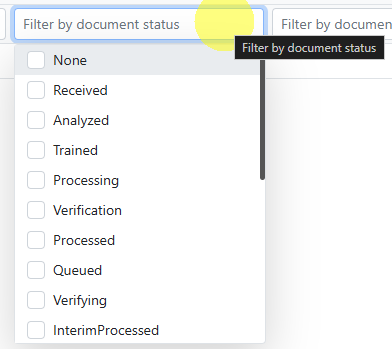 Filter by document status
Filter by documen
Filter by document status
None
Received
Analyzed
Trained
Processing
Verification
Processed
Queued
Verifying
InterimProcessed